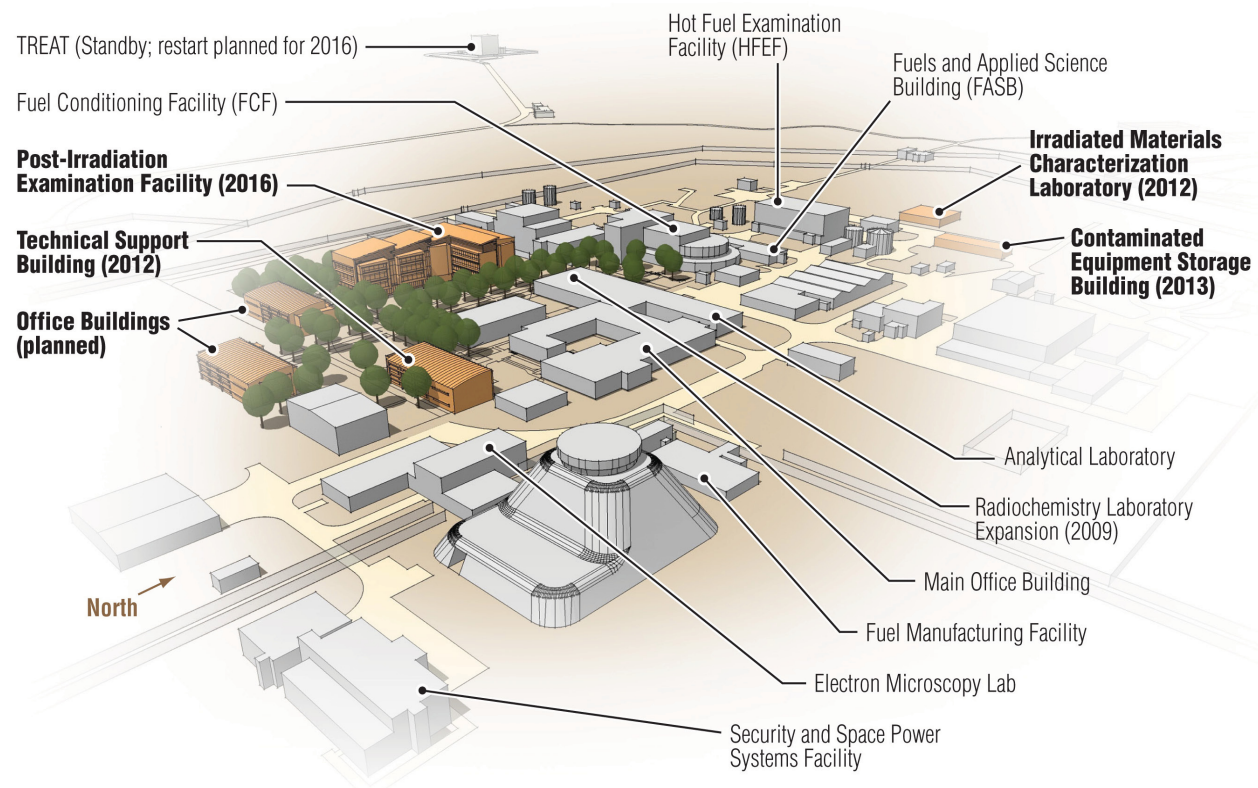 TREAT (Standby; restart planned for 2016)
Fuel Conditioning Facility (FCF)
Post-Irradiation
Examination Facility (2016)
Technical Support
Building (2012)
Office Buildings
(planned)
Hot Fuel Examination
Facility (HFEF)
Fuels and Applied Science
Building (FASB)
Irradiated Materials
Characterization
Laboratory (2012)
Contaminated
Equipment Storage
Building (2013)
Analytical Laboratory
Radiochemistry Laboratory
Expansion (2009)
Main Office Building
Fuel Manufacturing Facility
Electron Microscopy Lab
Security and Space Power
Systems Facility
North